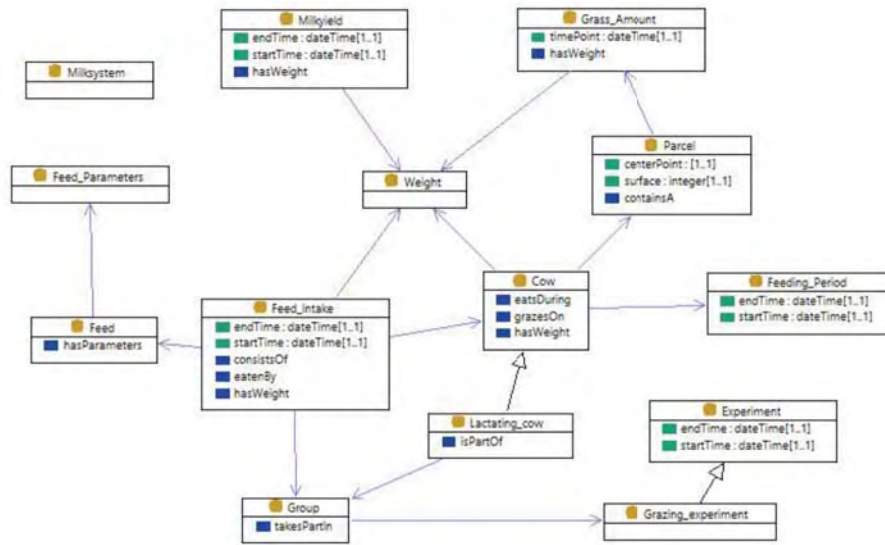 Milkyield
endTime : dateTime[1..1]
startTime : dateTime[1..1]
hasWeight
Grass_Amount
timePoint : dateTime[1..1]
hasWeight
Milksystem
Parcel
centerPoint : [1..1]
surface : integer[1..1]
containsA
Feed_Parameters
Weight
Cow
eatsDuring
grazesOn
hasWeight
Feeding_Period
endTime : dateTime[1..1]
startTime : dateTime[1..1]
Feed_Intake
endTime : dateTime[1..1]
startTime : dateTime[1..1]
consistsOf
eatenBy
hasWeight
Feed
hasParameters
Lactating_cow
isPartOf
Experiment
endTime : dateTime[1..1]
startTime : dateTime[1..1]
Group
takesPartIn
Grazing_experiment